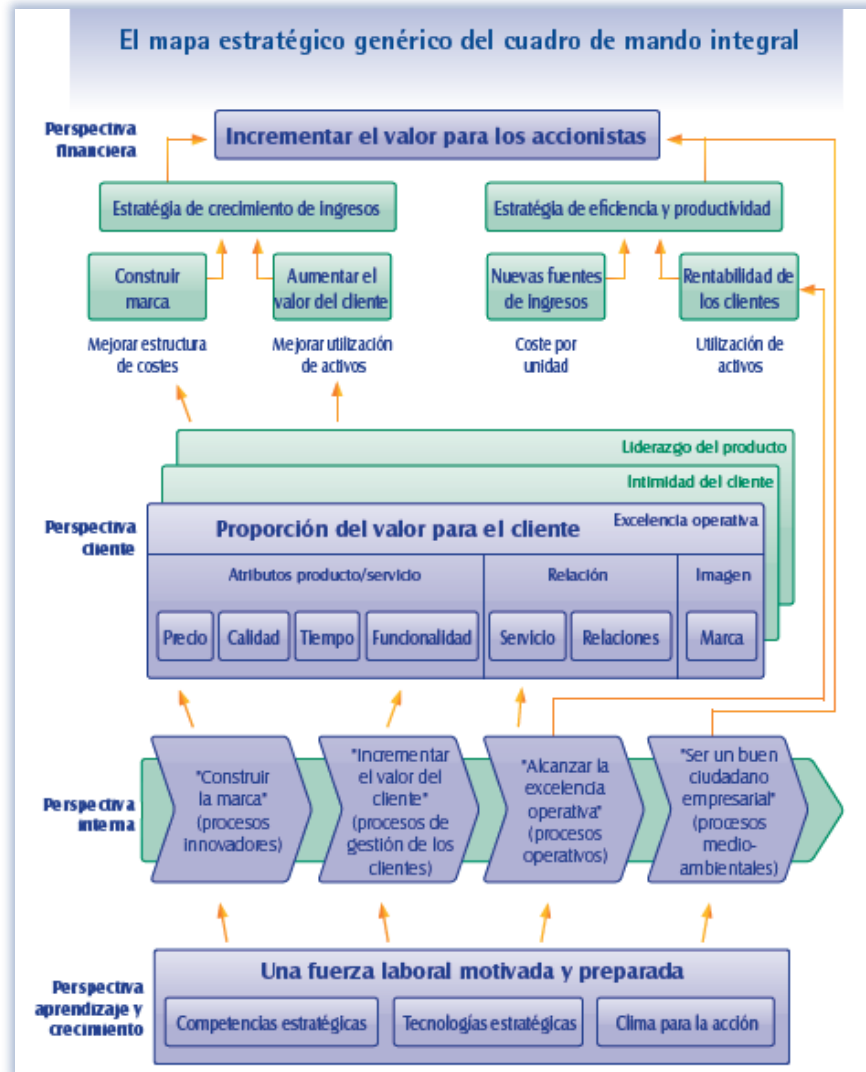 El mapa estratégico genérico del cuadro de mando integral
Perspectiva
financiera
Incrementar el valor para los accionistas
Estratégia de crecimiento de ingresos
Estratégia de eficiencia y productividad
Construir
marca
Aumentar el
valor del cliente
Nuevas fuentes
de ingresos
Rentabilidad de
los clientes
Mejorar estructura
de costes
Mejorar utilización
de activos
Coste por
unidad
Utilización de
activos
Liderazgo del producto
Intimidad del cliente
Excelencia operativa
Perspectiva
cliente
Proporción del valor para el cliente
Atributos producto/servicio
Relación
Imagen
Precio
Calidad
Tiempo
Funcionalidad
Servicio
Relaciones
Marca
Perspectiva
interna
"Construir
la marca"
(procesos
innovadores)
"Incrementar
el valor del
cliente"
(procesos de
gestión de los
clientes)
"Alcanzar la
excelencia
operativa"
(procesos
operativos)
"Ser un buen
ciudadano
empresarial"
(procesos
medio-
ambientales)
Perspectiva
aprendizaje y
crecimiento
Una fuerza laboral motivada y preparada
Competencias estratégicas
Tecnologías estratégicas
Clima para la acción